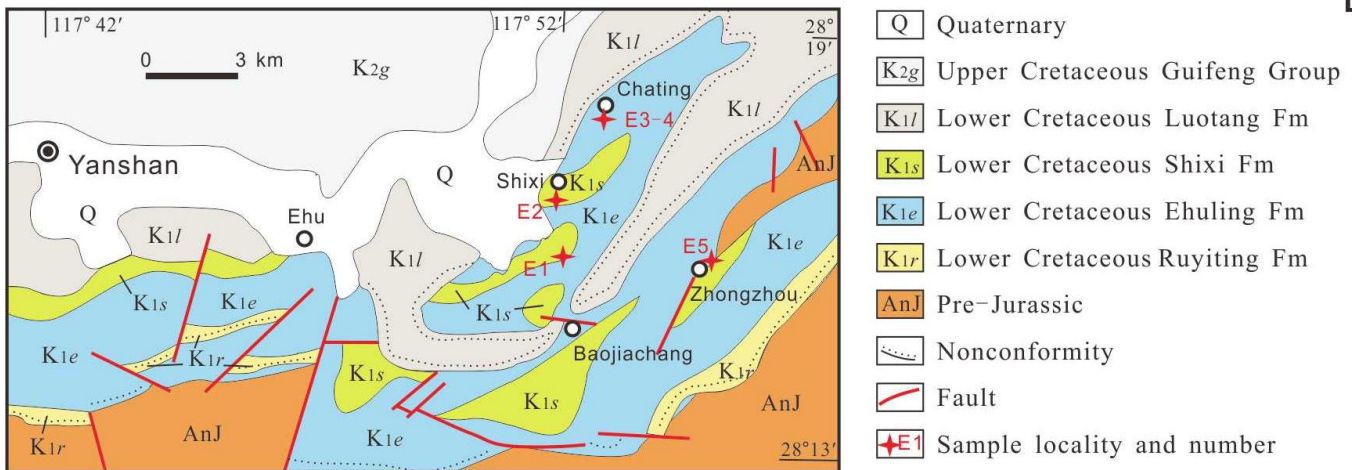 117° 42′
117° 52′
28°
19′
0 3 km
K2g
K1l
Chating
E3-4
K1l
Yanshan
Q
Shixi
K1s
AnJ
E2
Q
Ehu
K1e
K1l
K1l
E1
E5
K1e
Zhongzhou
K1s
K1e
K1s
K1e
K1r
Baojiachang
K1s
K1r
K1s
K1r
AnJ
K1e
AnJ
28°13′
Q Quaternary
K2g Upper Cretaceous Guifeng Group
K1l Lower Cretaceous Luotang Fm
K1s Lower Cretaceous Shixi Fm
K1e Lower Cretaceous Ehuling Fm
K1r Lower Cretaceous Ruyiting Fm
AnJ Pre-Jurassic
Nonconformity
Fault
E1 Sample locality and number